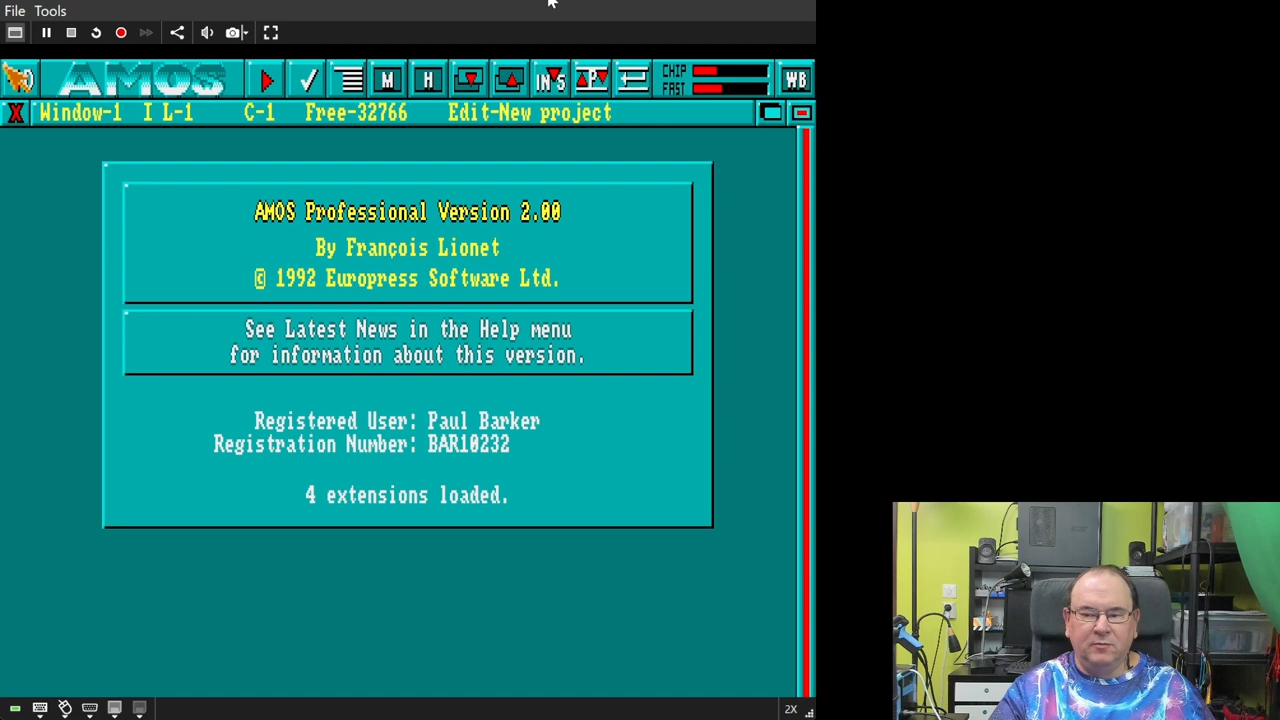 File Tools
AMOS M H IN S P CHIP FAST WB
X Window-1 I L-1 C-1 Free-32766 Edit-New project
AMOS Professional Version 2.00
By François Lionet
© 1992 Europress Software Ltd.
See Latest News in the Help menu
for information about this version.
Registered User: Paul Barker
Registration Number: BAR10232
4 extensions loaded.
2X